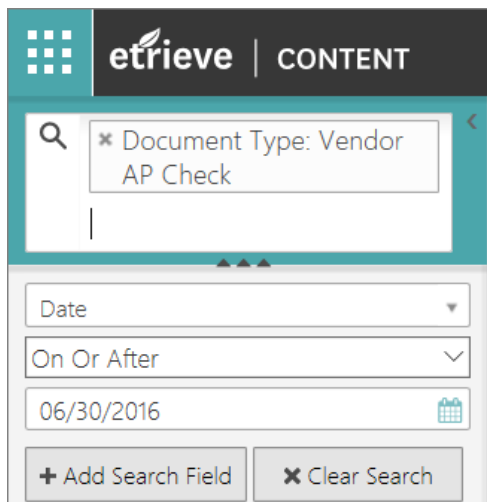 etrieve | CONTENT
× Document Type: Vendor
AP Check
Date
On Or After
06/30/2016
+ Add Search Field
× Clear Search